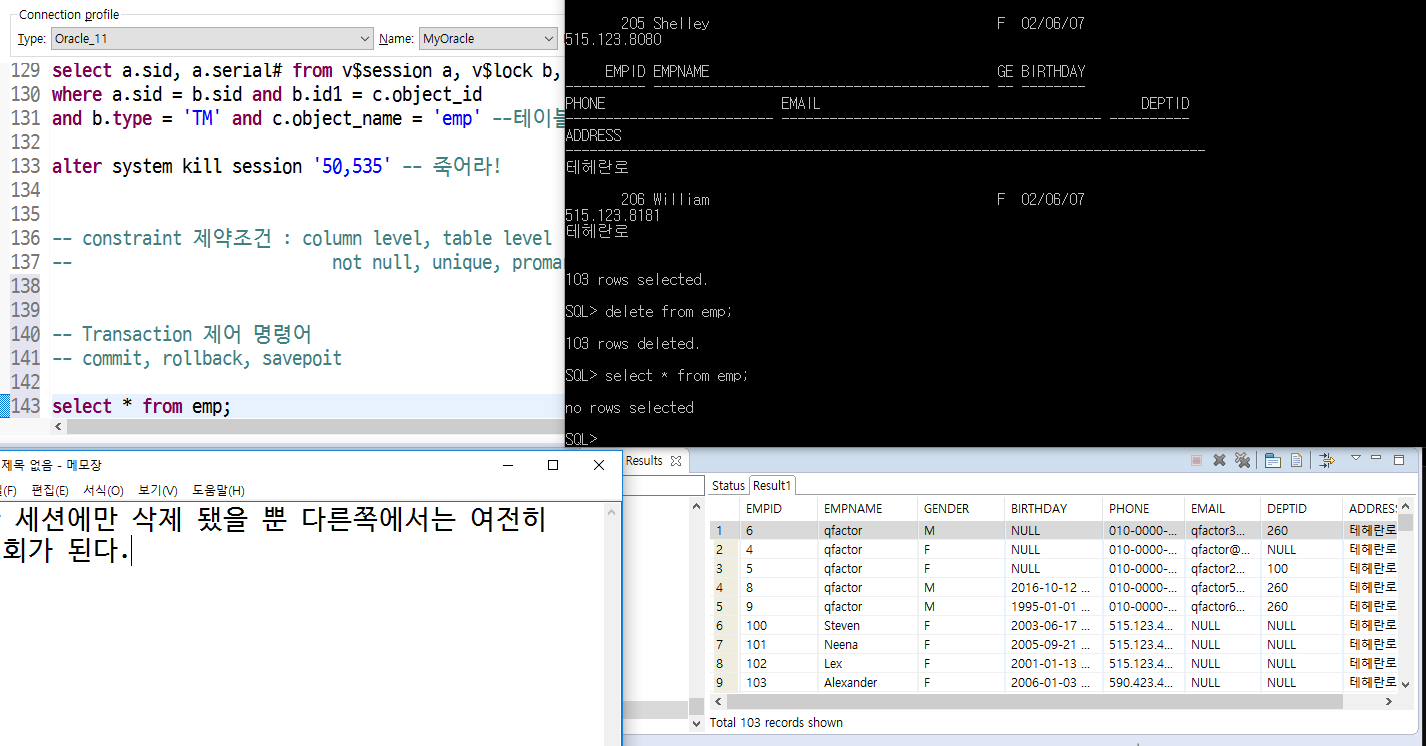 Connection profile
Type: Oracle_11 Name: MyOracle
129 select a.sid, a.serial# from v$session a, v$lock b,
130 where a.sid = b.sid and b.id1 = c.object_id
131 and b.type = 'TM' and c.object_name = 'emp' --테이블
132
133 alter system kill session '50,535' -- 죽어라!
134
135
136 -- constraint 제약조건 : column level, table level
137 -- not null, unique, proma
138
139
140 -- Transaction 제어 명령어
141 -- commit, rollback, savepoit
142
143 select * from emp;
205 Shelley F 02/06/07
515.123.8080
EMPID EMPNAME GE BIRTHDAY
---------- --------------------------------------------- -- --------
PHONE EMAIL DEPTID
-------------------------- ---------------------------------------- ----------
ADDRESS
--------------------------------------------------------------------------------
테헤란로
206 William F 02/06/07
515.123.8181
테헤란로
103 rows selected.
SQL> delete from emp;
103 rows deleted.
SQL> select * from emp;
no rows selected
SQL>
제목 없음 - 메모장
(F) 편집(E) 서식(O) 보기(V) 도움말(H)
세션에만 삭제 됐을 뿐 다른쪽에서는 여전히
회가 된다.
Results
Status Result1
EMPID EMPNAME GENDER BIRTHDAY PHONE EMAIL DEPTID ADDRESS
1 6 qfactor M NULL 010-0000-... qfactor3... 260 테헤란로
2 4 qfactor F NULL 010-0000-... qfactor@... NULL 테헤란로
3 5 qfactor F NULL 010-0000-... qfactor2... 100 테헤란로
4 8 qfactor M 2016-10-12 ... 010-0000-... qfactor5... 260 테헤란로
5 9 qfactor M 1995-01-01 ... 010-0000-... qfactor6... 260 테헤란로
6 100 Steven F 2003-06-17 ... 515.123.4... NULL NULL 테헤란로
7 101 Neena F 2005-09-21 ... 515.123.4... NULL NULL 테헤란로
8 102 Lex F 2001-01-13 ... 515.123.4... NULL NULL 테헤란로
9 103 Alexander F 2006-01-03 ... 590.423.4... NULL NULL 테헤란로
Total 103 records shown